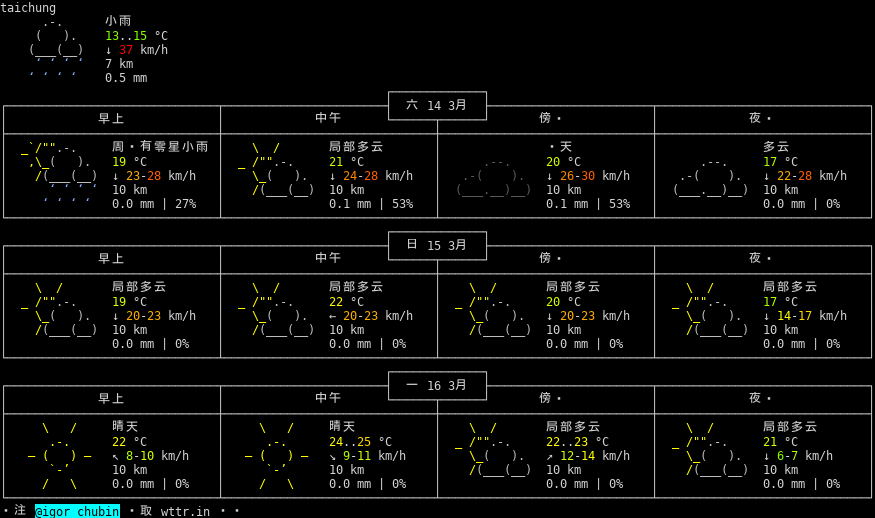 taichung
小雨
13..15 °C
↓ 37 km/h
7 km
0.5 mm
六 14 3月
早上 中午 傍・ 夜・
周・有零星小雨 局部多云 ・天 多云
19 °C 21 °C 20 °C 17 °C
↓ 23-28 km/h ↓ 24-28 km/h ↓ 26-30 km/h ↓ 22-28 km/h
10 km 10 km 10 km 10 km
0.0 mm | 27% 0.1 mm | 53% 0.1 mm | 53% 0.0 mm | 0%
日 15 3月
早上 中午 傍・ 夜・
局部多云 局部多云 局部多云 局部多云
19 °C 22 °C 20 °C 17 °C
↓ 20-23 km/h ← 20-23 km/h ↓ 20-23 km/h ↓ 14-17 km/h
10 km 10 km 10 km 10 km
0.0 mm | 0% 0.0 mm | 0% 0.0 mm | 0% 0.0 mm | 0%
一 16 3月
早上 中午 傍・ 夜・
晴天 晴天 局部多云 局部多云
22 °C 24..25 °C 22..23 °C 21 °C
↖ 8-10 km/h ↘ 9-11 km/h ↗ 12-14 km/h ↓ 6-7 km/h
10 km 10 km 10 km 10 km
0.0 mm | 0% 0.0 mm | 0% 0.0 mm | 0% 0.0 mm | 0%
・注 @igor_chubin ・取 wttr.in ・・